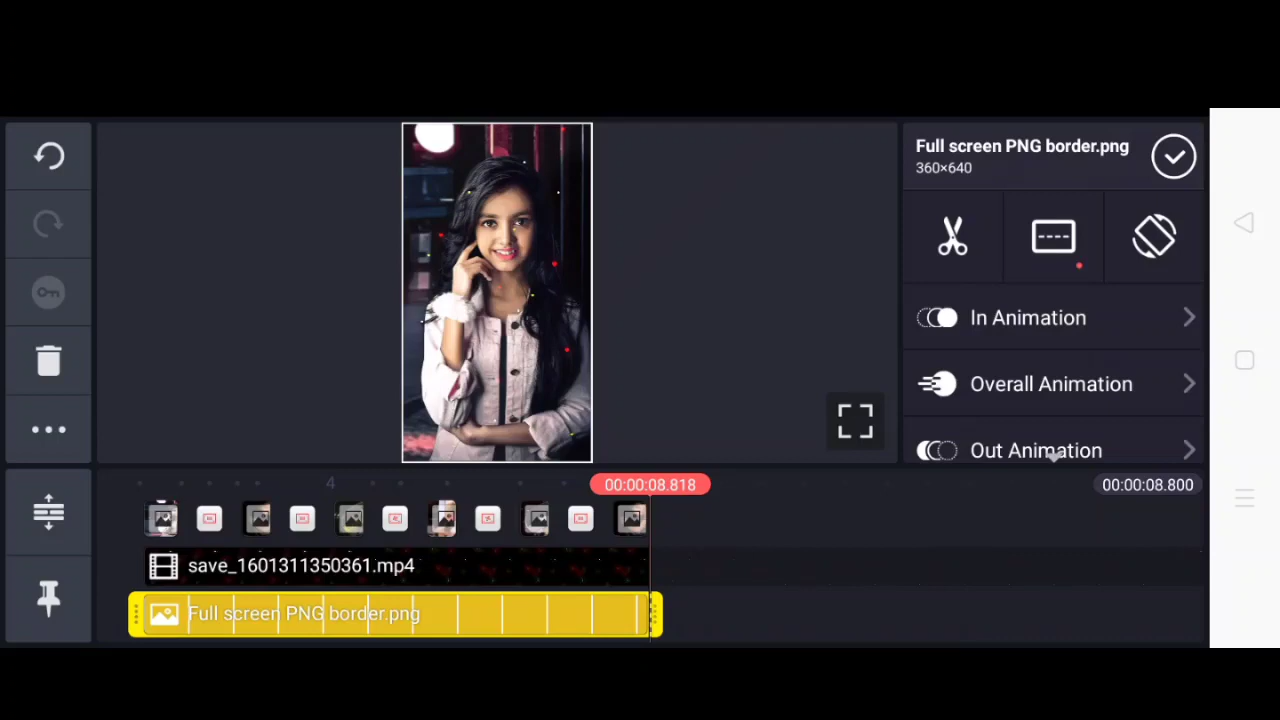 Full screen PNG border.png
360×640
In Animation
Overall Animation
Out Animation
4
00:00:08.818
00:00:08.800
save_1601311350361.mp4
Full screen PNG border.png